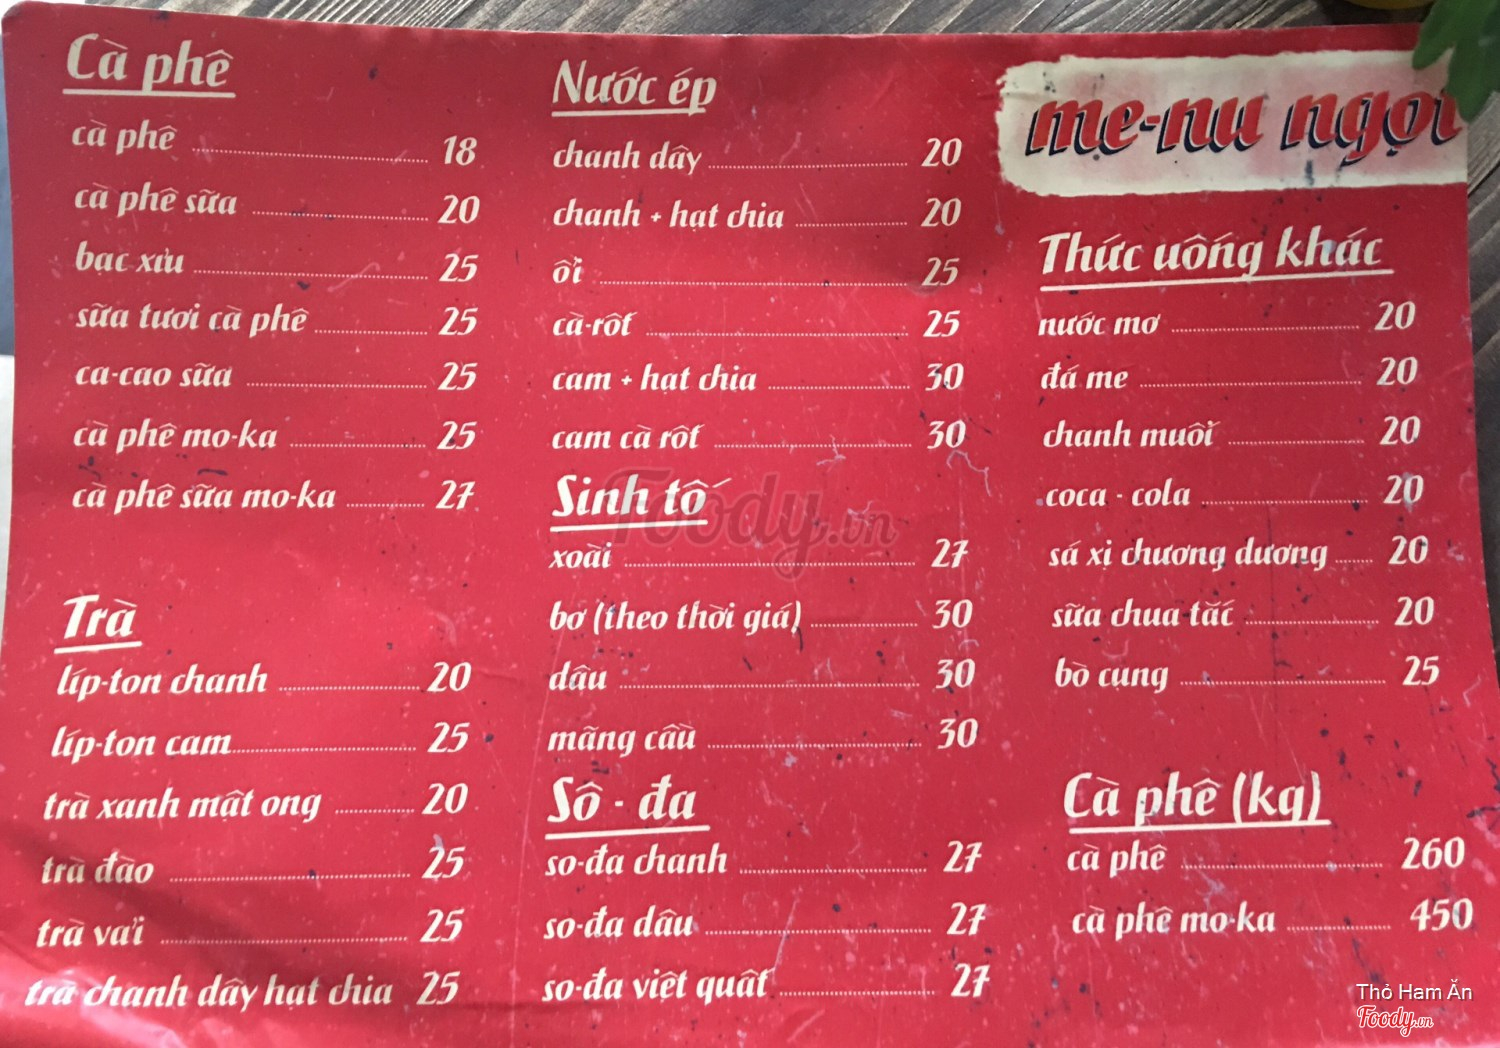 Cà phê
cà phê 18
cà phê sữa 20
bạc xỉu 25
sữa tươi cà phê 25
ca-cao sữa 25
cà phê mo-ka 25
cà phê sữa mo-ka 27
Trà
líp-ton chanh 20
líp-ton cam 25
trà xanh mật ong 20
trà đào 25
trà vải 25
trà chanh dây hạt chia 25
Nước ép
chanh dây 20
chanh + hạt chia 20
ổi 25
cà-rốt 25
cam + hạt chia 30
cam cà rốt 30
Sinh tố
xoài 27
bơ (theo thời giá) 30
dâu 30
mãng cầu 30
Sô - đa
so-đa chanh 27
so-đa dâu 27
so-đa việt quất 27
mẹ-nu ngọt
Thức uống khác
nước mơ 20
đá me 20
chanh muối 20
coca - cola 20
sá xị chương dương 20
sữa chua tắc 20
bò cụng 25
Cà phê (kg)
cà phê 260
cà phê mo-ka 450
Foody.vn
Thỏ Ham Ăn
Foody.vn